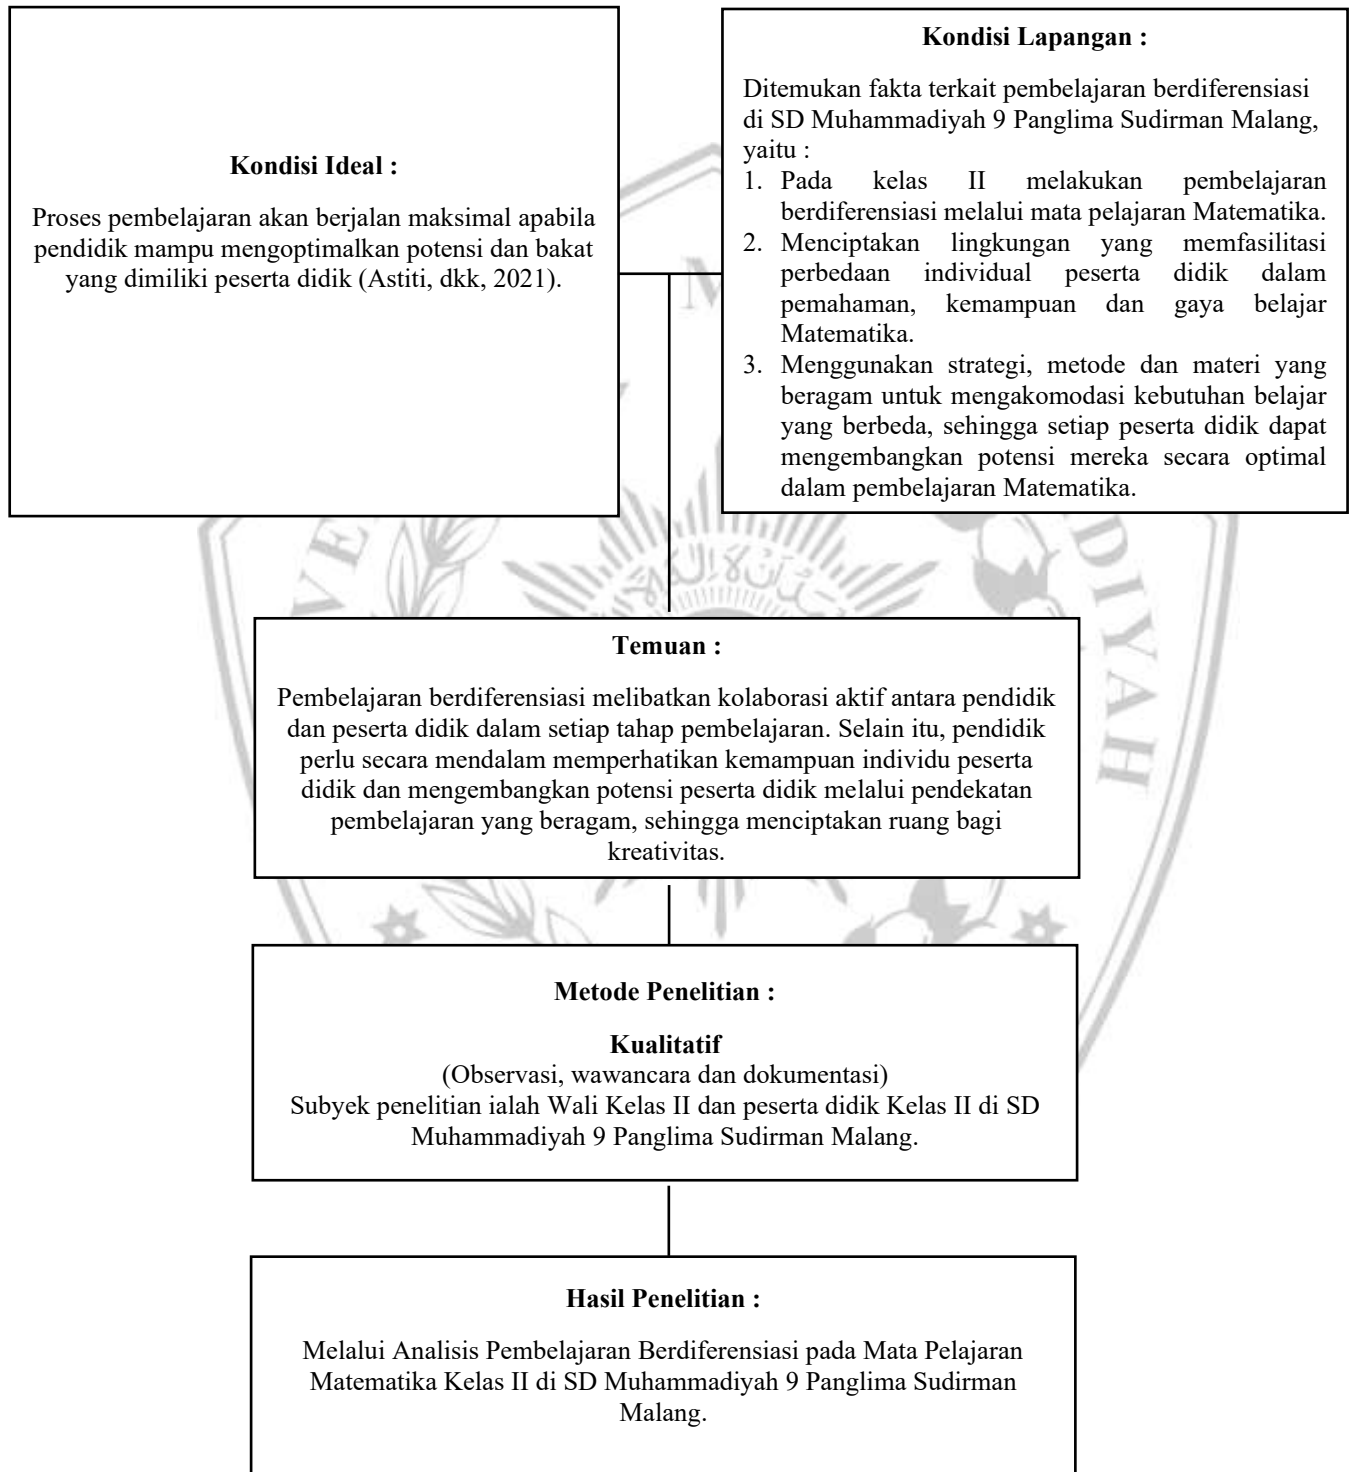 Kondisi Ideal :
Proses pembelajaran akan berjalan maksimal apabila
pendidik mampu mengoptimalkan potensi dan bakat
yang dimiliki peserta didik (Astiti, dkk, 2021).
Kondisi Lapangan :
Ditemukan fakta terkait pembelajaran berdiferensiasi
di SD Muhammadiyah 9 Panglima Sudirman Malang,
yaitu :
1. Pada kelas II melakukan pembelajaran
berdiferensiasi melalui mata pelajaran Matematika.
2. Menciptakan lingkungan yang memfasilitasi
perbedaan individual peserta didik dalam
pemahaman, kemampuan dan gaya belajar
Matematika.
3. Menggunakan strategi, metode dan materi yang
beragam untuk mengakomodasi kebutuhan belajar
yang berbeda, sehingga setiap peserta didik dapat
mengembangkan potensi mereka secara optimal
dalam pembelajaran Matematika.
Temuan :
Pembelajaran berdiferensiasi melibatkan kolaborasi aktif antara pendidik
dan peserta didik dalam setiap tahap pembelajaran. Selain itu, pendidik
perlu secara mendalam memperhatikan kemampuan individu peserta
didik dan mengembangkan potensi peserta didik melalui pendekatan
pembelajaran yang beragam, sehingga menciptakan ruang bagi
kreativitas.
Metode Penelitian :
Kualitatif
(Observasi, wawancara dan dokumentasi)
Subyek penelitian ialah Wali Kelas II dan peserta didik Kelas II di SD
Muhammadiyah 9 Panglima Sudirman Malang.
Hasil Penelitian :
Melalui Analisis Pembelajaran Berdiferensiasi pada Mata Pelajaran
Matematika Kelas II di SD Muhammadiyah 9 Panglima Sudirman
Malang.